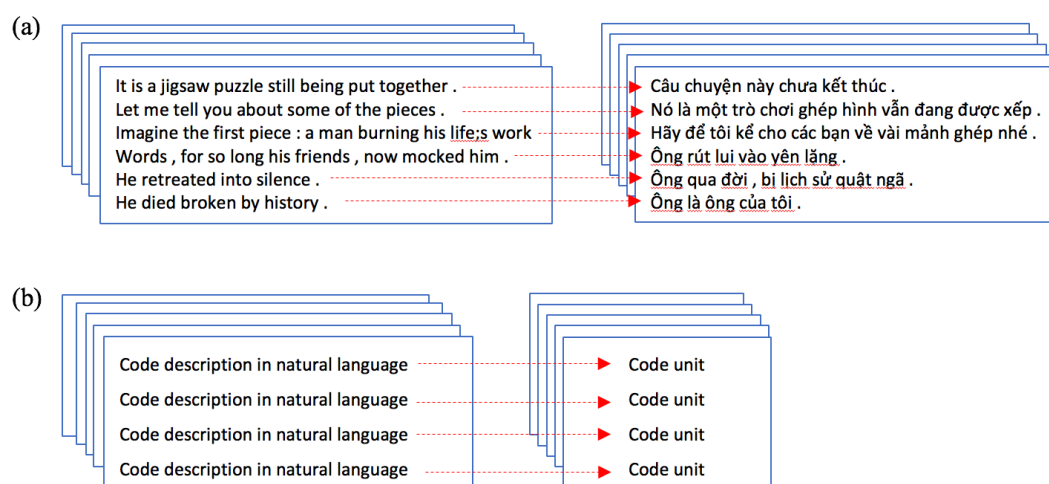 (a)
It is a jigsaw puzzle still being put together .
Let me tell you about some of the pieces .
Imagine the first piece : a man burning his life;s work
Words , for so long his friends , now mocked him .
He retreated into silence .
He died broken by history .
Câu chuyện này chưa kết thúc .
Nó là một trò chơi ghép hình vẫn đang được xếp .
Hãy để tôi kể cho các bạn về vài mảnh ghép nhé .
Ông rút lui vào yên lặng .
Ông qua đời , bị lịch sử quật ngã .
Ông là ông của tôi .
(b)
Code description in natural language
Code description in natural language
Code description in natural language
Code description in natural language
Code unit
Code unit
Code unit
Code unit